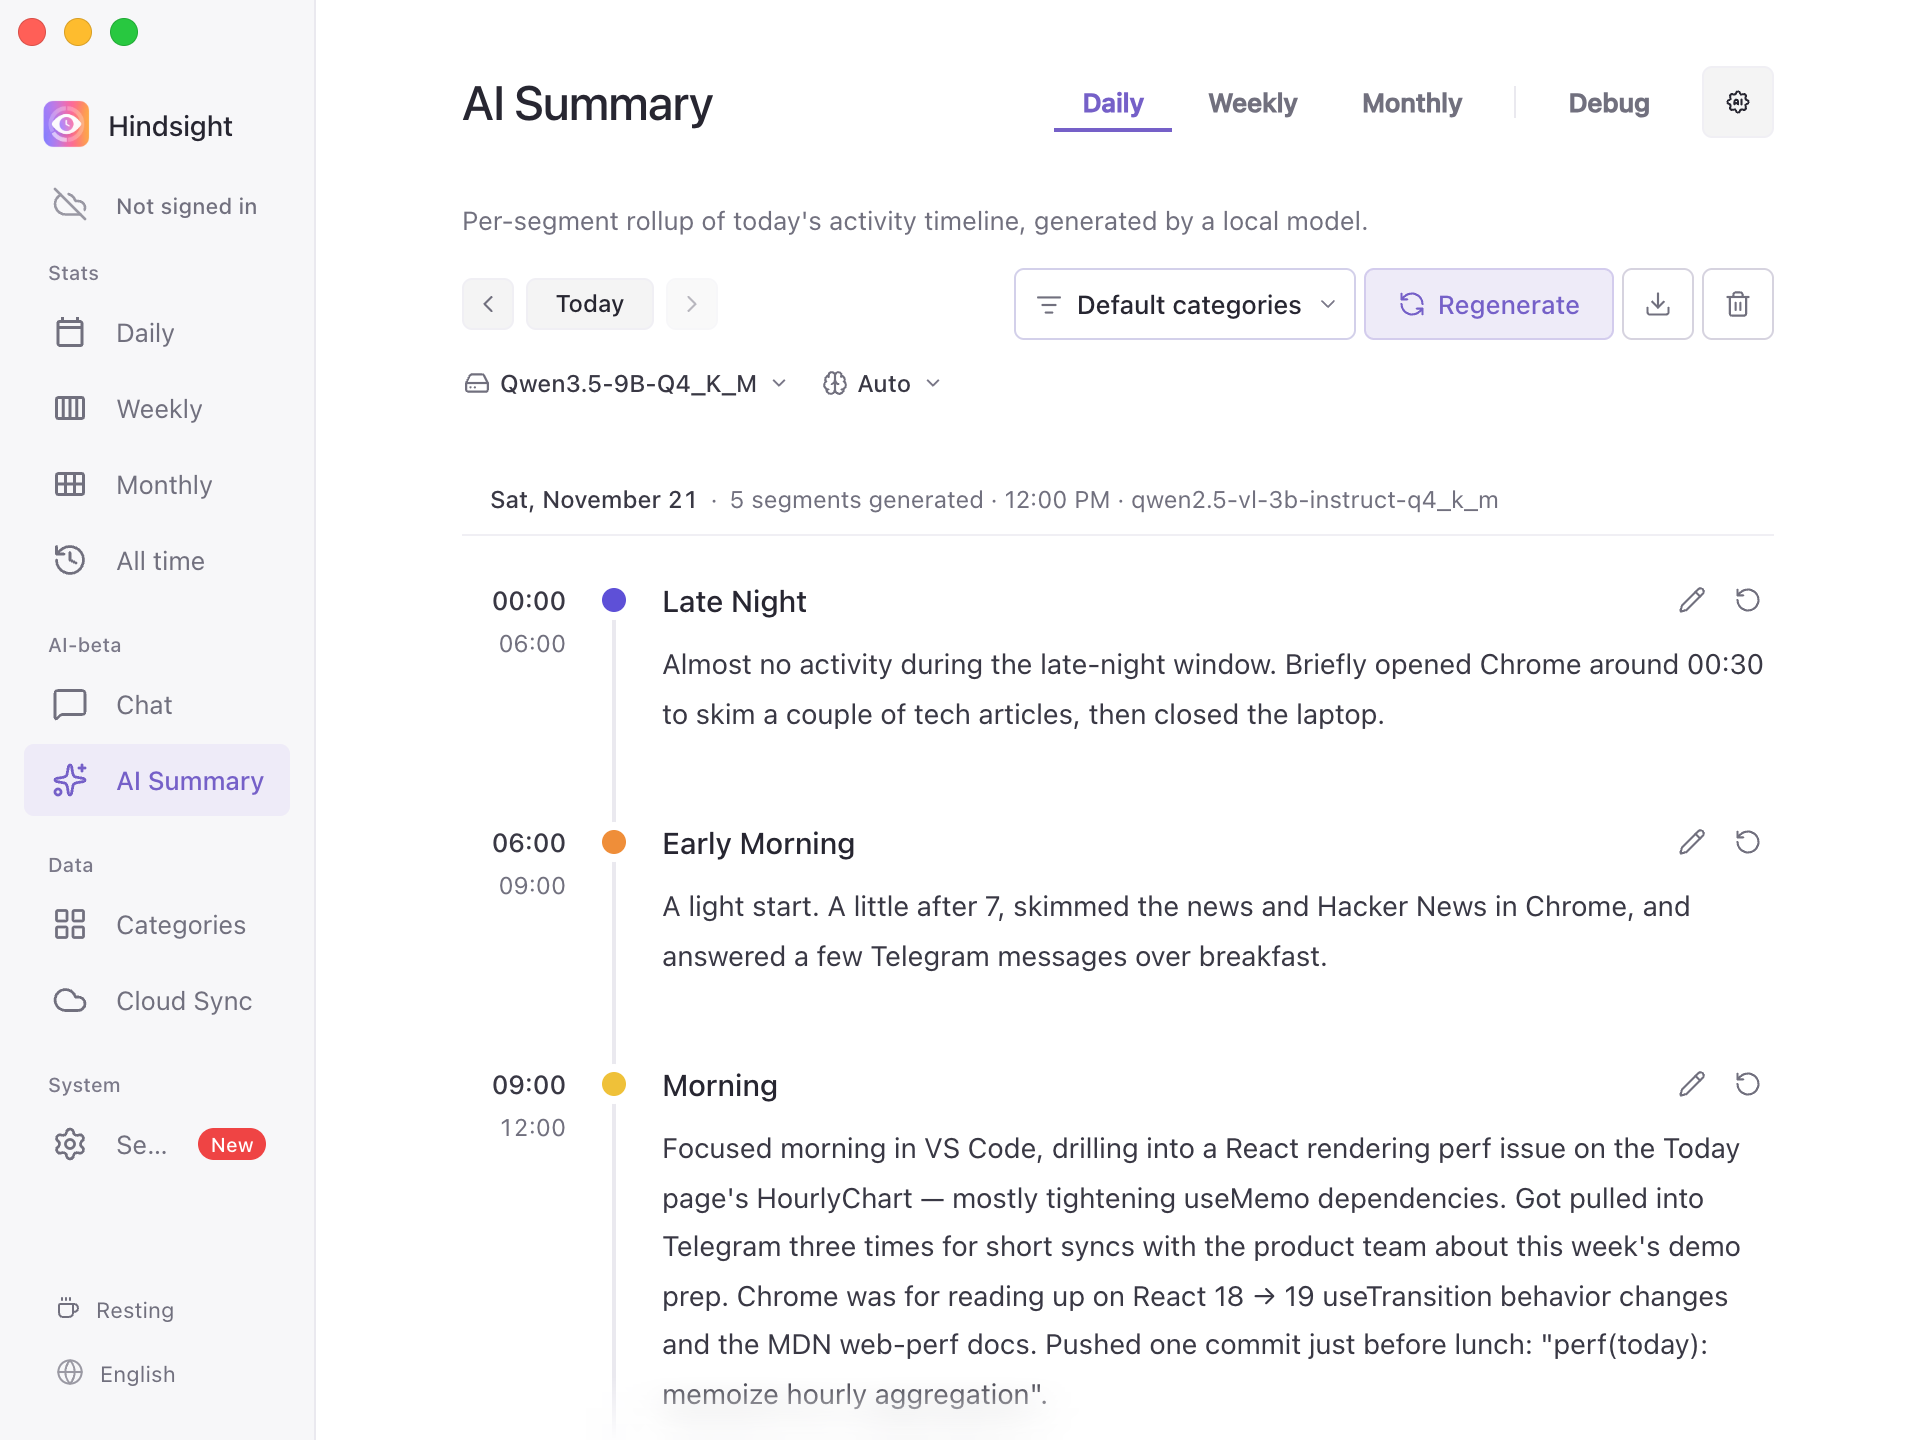 Hindsight
Not signed in
Stats
Daily
Weekly
Monthly
All time
AI-beta
Chat
AI Summary
Data
Categories
Cloud Sync
System
Se... New
Resting
English
AI Summary
Daily Weekly Monthly Debug
Per-segment rollup of today's activity timeline, generated by a local model.
Today Default categories Regenerate
Qwen3.5-9B-Q4_K_M Auto
Sat, November 21 · 5 segments generated · 12:00 PM · qwen2.5-vl-3b-instruct-q4_k_m
00:00 Late Night
06:00
Almost no activity during the late-night window. Briefly opened Chrome around 00:30
to skim a couple of tech articles, then closed the laptop.
06:00 Early Morning
09:00
A light start. A little after 7, skimmed the news and Hacker News in Chrome, and
answered a few Telegram messages over breakfast.
09:00 Morning
12:00
Focused morning in VS Code, drilling into a React rendering perf issue on the Today
page's HourlyChart — mostly tightening useMemo dependencies. Got pulled into
Telegram three times for short syncs with the product team about this week's demo
prep. Chrome was for reading up on React 18 → 19 useTransition behavior changes
and the MDN web-perf docs. Pushed one commit just before lunch: "perf(today):
memoize hourly aggregation".